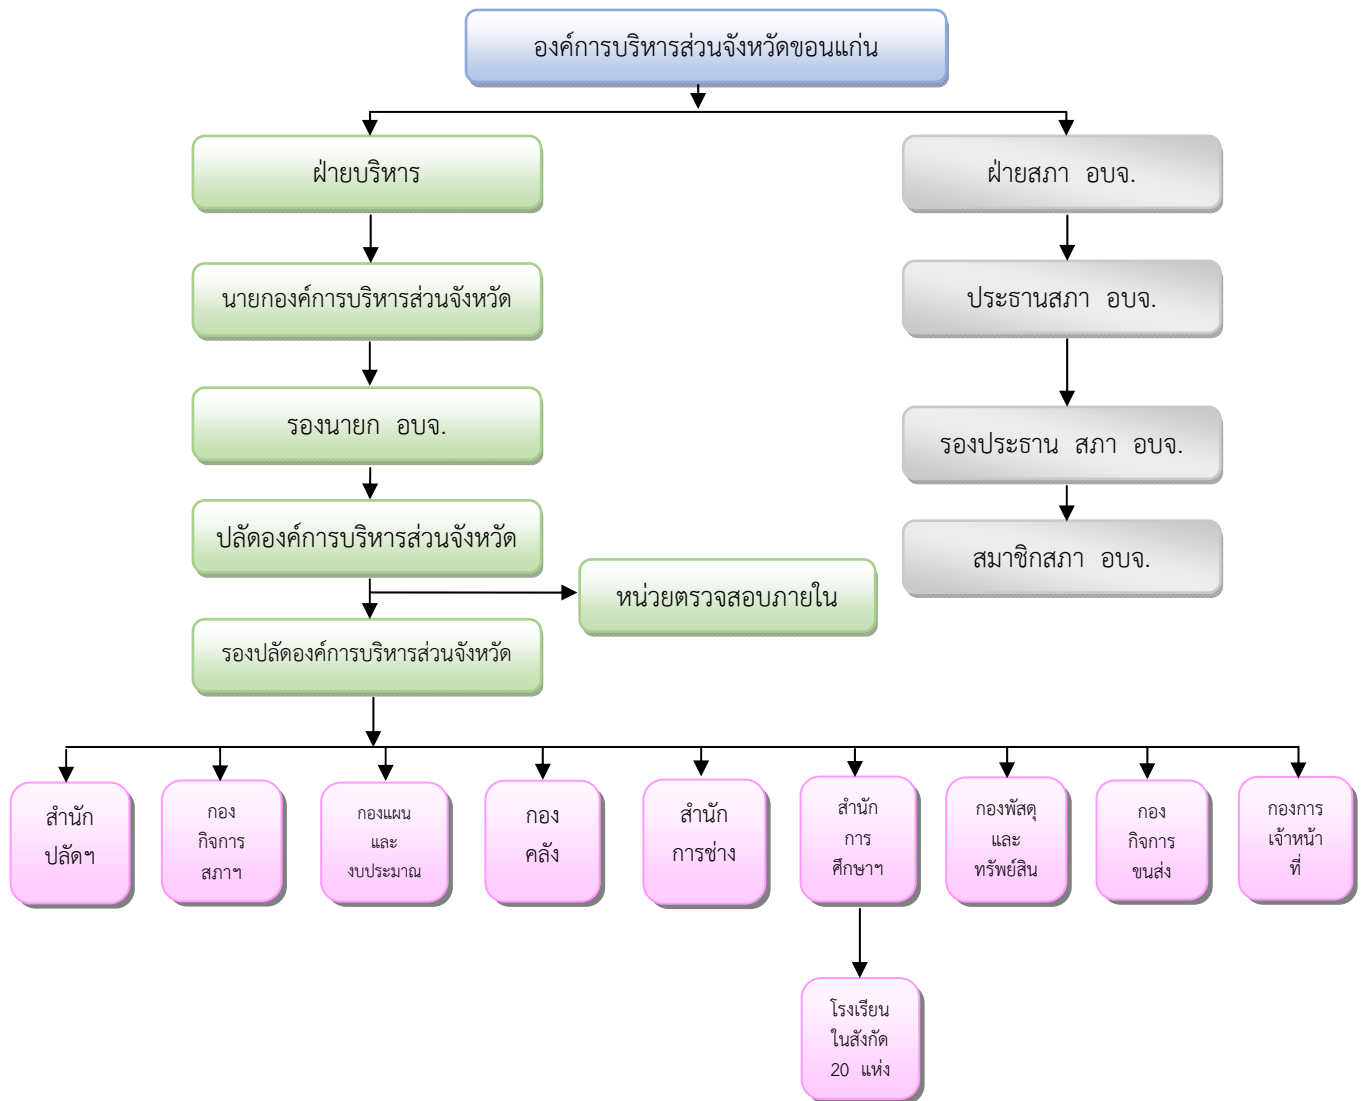 องค์การบริหารส่วนจังหวัดขอนแก่น
ฝ่ายบริหาร
ฝ่ายสภา อบจ.
นายกองค์การบริหารส่วนจังหวัด
ประธานสภา อบจ.
รองนายก อบจ.
รองประธาน สภา อบจ.
ปลัดองค์การบริหารส่วนจังหวัด
สมาชิกสภา อบจ.
หน่วยตรวจสอบภายใน
รองปลัดองค์การบริหารส่วนจังหวัด
สำนัก
ปลัดฯ
กอง
กิจการ
สภาฯ
กองแผน
และ
งบประมาณ
กอง
คลัง
สำนัก
การช่าง
สำนัก
การ
ศึกษาฯ
กองพัสดุ
และ
ทรัพย์สิน
กอง
กิจการ
ขนส่ง
กองการ
เจ้าหน้า
ที่
โรงเรียน
ในสังกัด
20 แห่ง